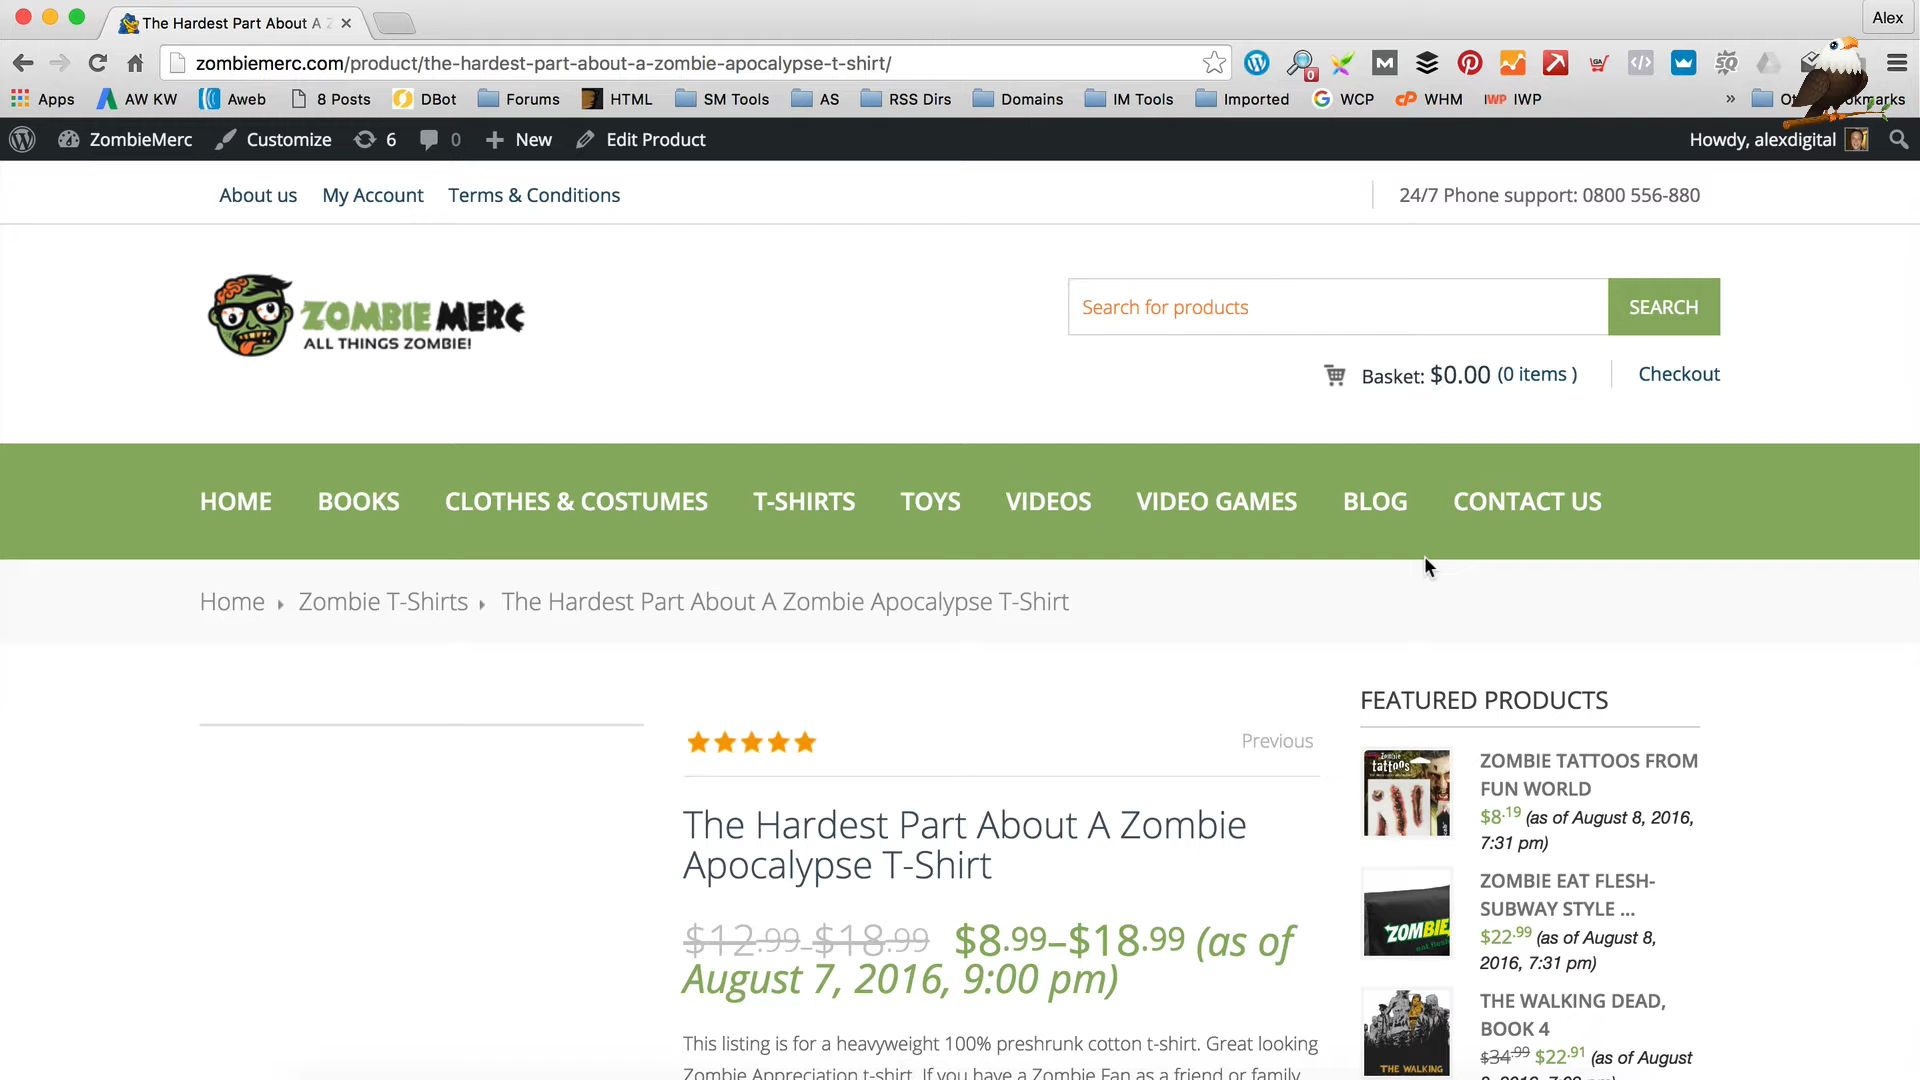 The Hardest Part About A Z
Alex
zombiemerc.com/product/the-hardest-part-about-a-zombie-apocalypse-t-shirt/
Apps AW KW Aweb 8 Posts DBot Forums HTML SM Tools AS RSS Dirs Domains IM Tools Imported WCP WHM IWP
ZombieMerc Customize 6 0 New Edit Product Howdy, alexdigital
About us My Account Terms & Conditions 24/7 Phone support: 0800 556-880
ZOMBIE MERC
ALL THINGS ZOMBIE!
Search for products SEARCH
Basket: $0.00 (0 items ) Checkout
HOME BOOKS CLOTHES & COSTUMES T-SHIRTS TOYS VIDEOS VIDEO GAMES BLOG CONTACT US
Home Zombie T-Shirts The Hardest Part About A Zombie Apocalypse T-Shirt
Previous
The Hardest Part About A Zombie
Apocalypse T-Shirt
$12.99–$18.99 $8.99–$18.99 (as of
August 7, 2016, 9:00 pm)
This listing is for a heavyweight 100% preshrunk cotton t-shirt. Great looking
Zombie Appreciation t-shirt. If you have a Zombie Fan as a friend or family
FEATURED PRODUCTS
ZOMBIE TATTOOS FROM
FUN WORLD
$8.19 (as of August 8, 2016,
7:31 pm)
ZOMBIE EAT FLESH-
SUBWAY STYLE ...
$22.99 (as of August 8,
2016, 7:31 pm)
THE WALKING DEAD,
BOOK 4
$34.99 $22.91 (as of August